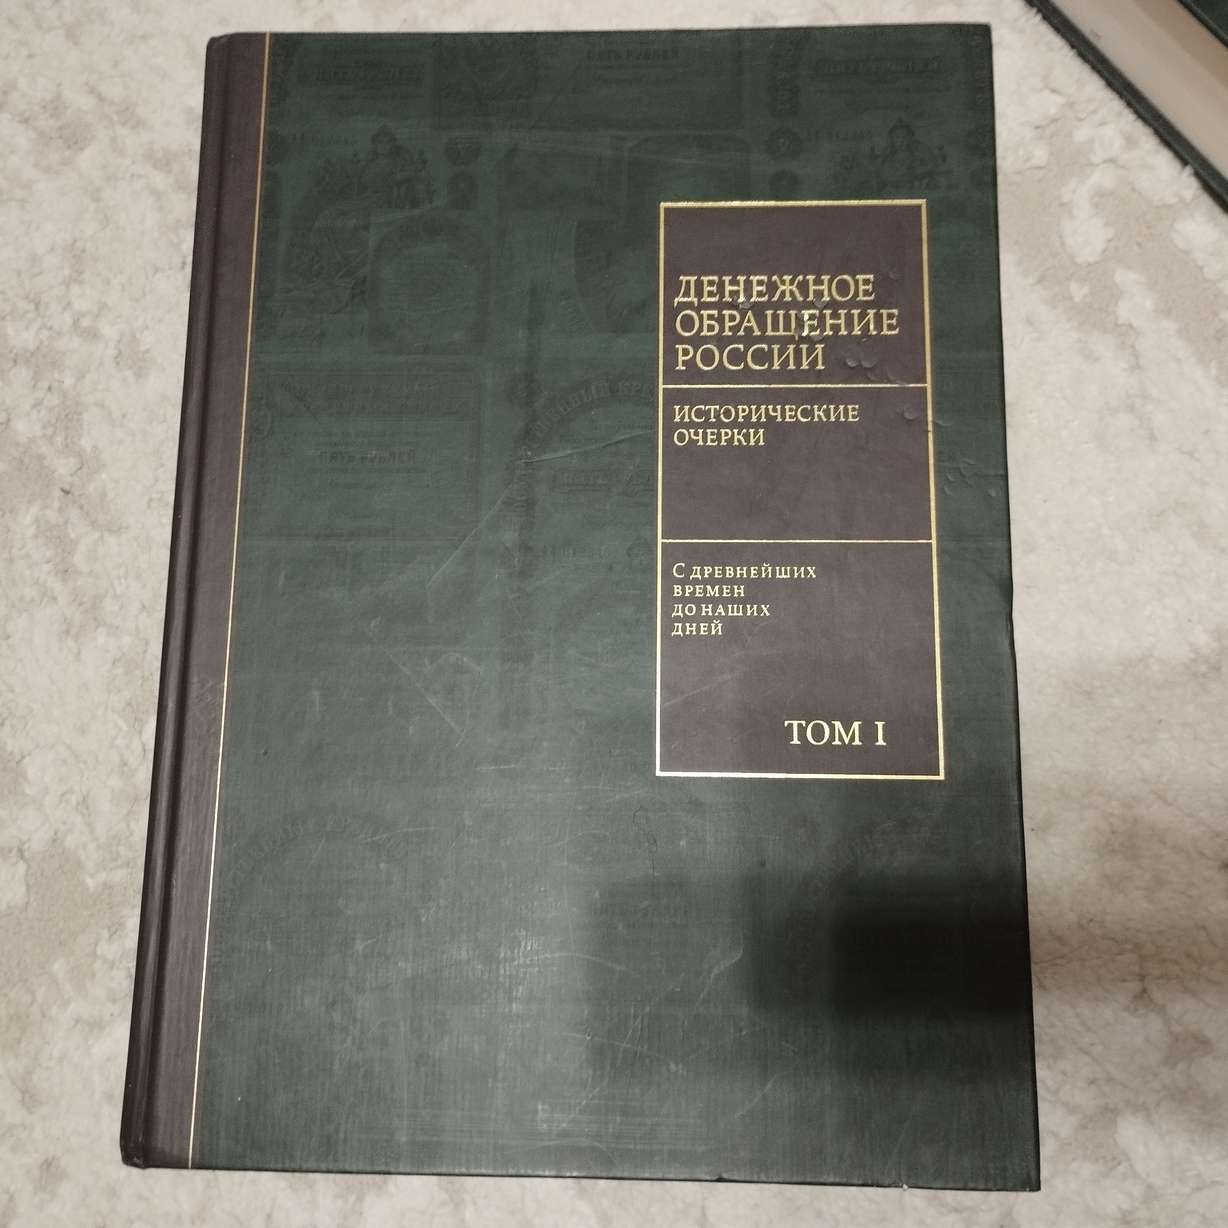 ДЕНЕЖНОЕ
ОБРАЩЕНИЕ
РОССИИ
ИСТОРИЧЕСКИЕ
ОЧЕРКИ
С ДРЕВНЕЙШИХ
ВРЕМЕН
ДО НАШИХ
ДНЕЙ
ТОМ I